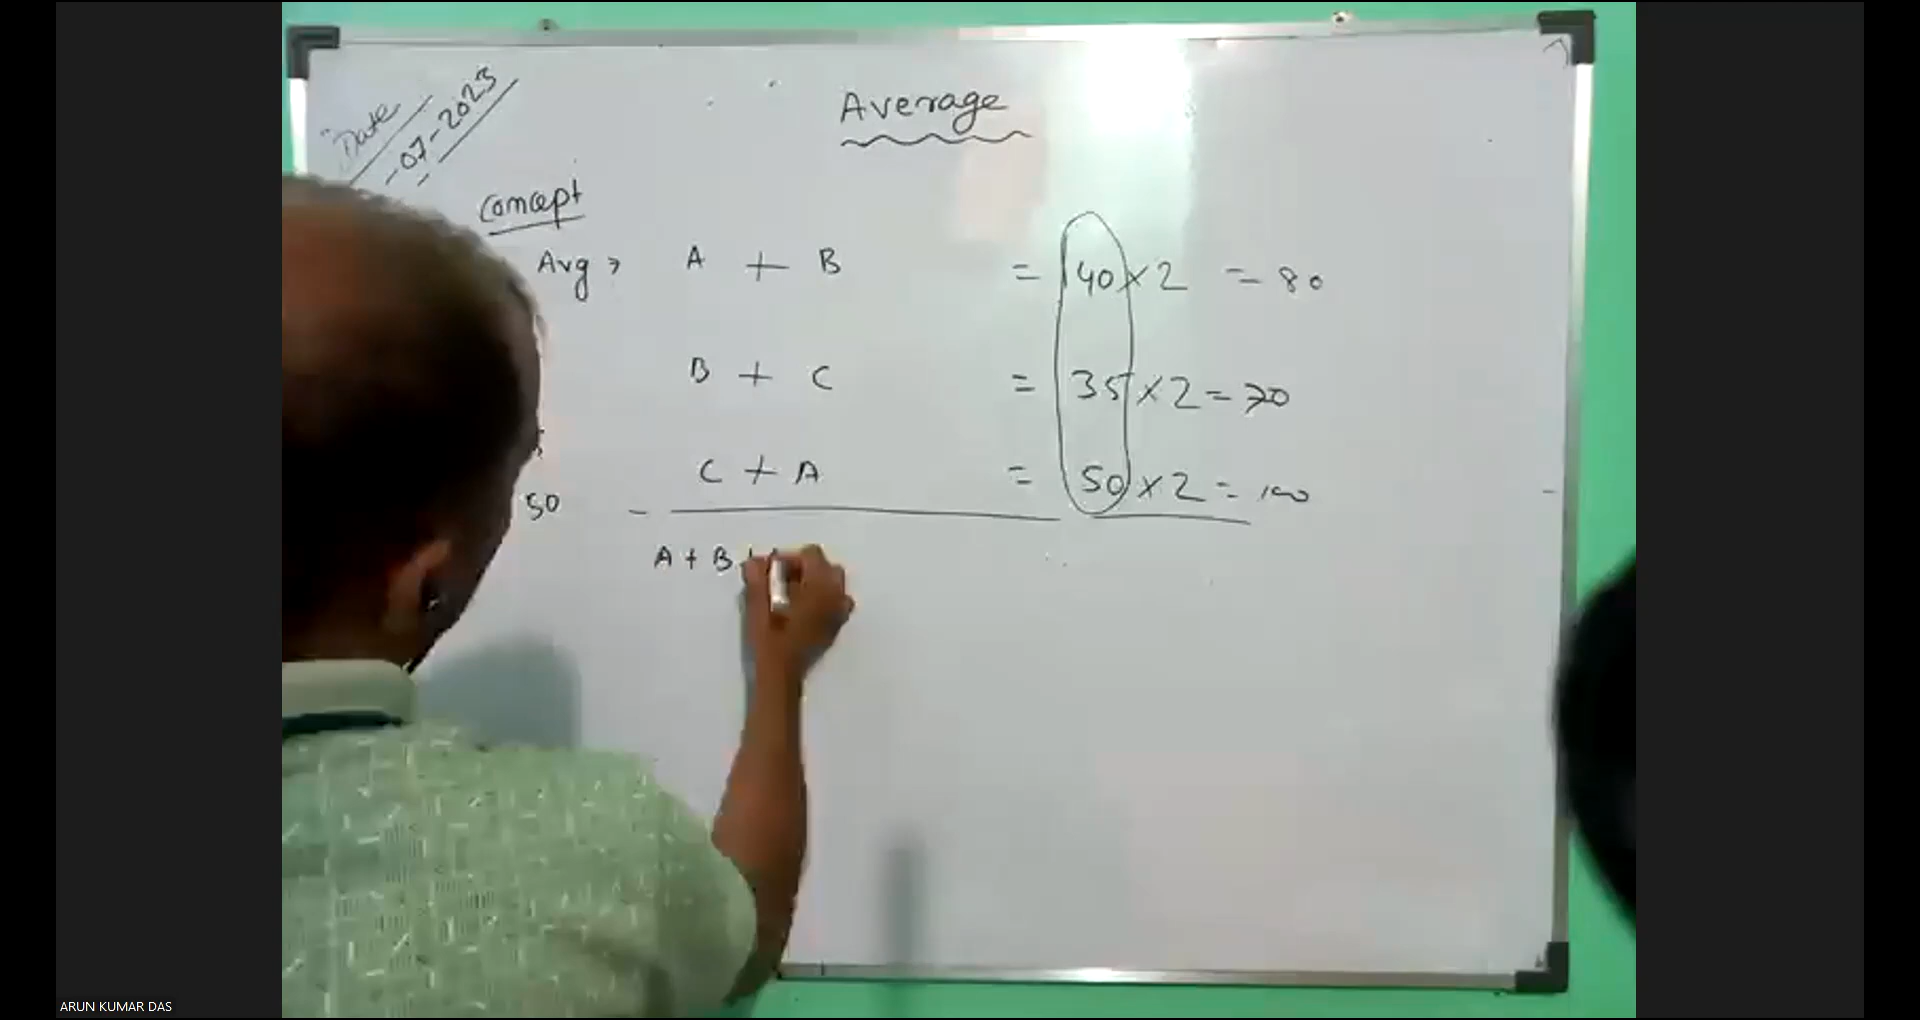 Average
Date
-07-2023
Concept
Avg → A + B = 40 × 2 = 80
B + C = 35 × 2 = 70
C + A = 50 × 2 = 100
50
A + B +
ARUN KUMAR DAS